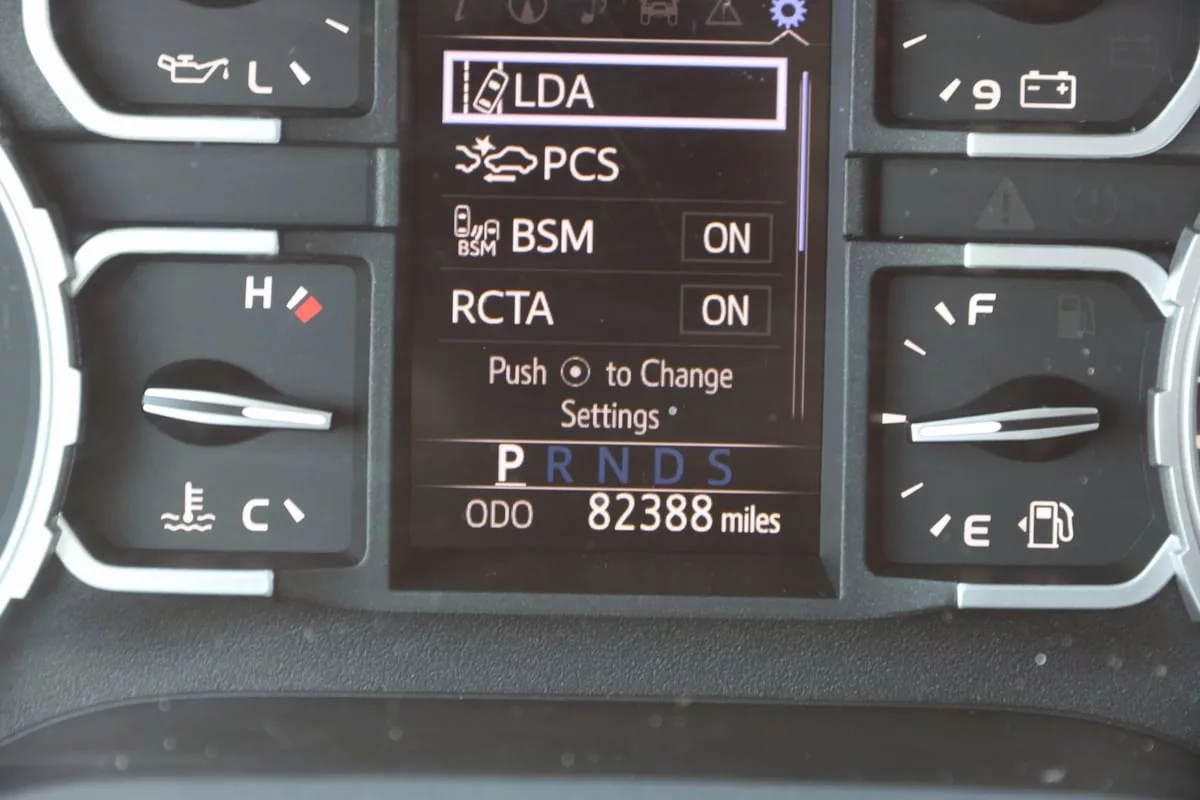 L
9
LDA
PCS
BSM BSM ON
RCTA ON
Push to Change
Settings
H
C
F
E
P R N D S
ODO 82388 miles